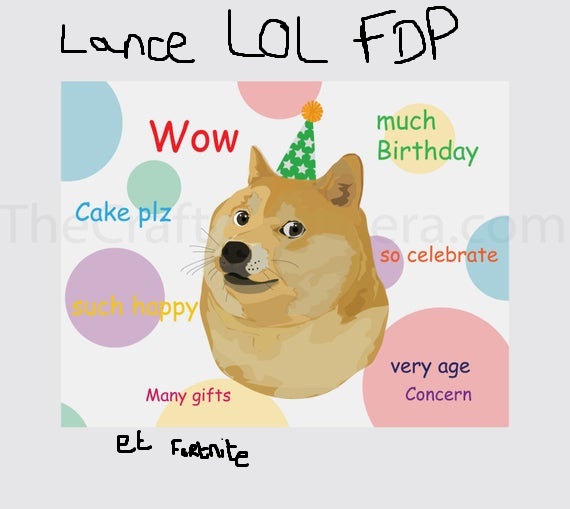 Lance LOL FDP
Wow
much
Birthday
Cake plz
so celebrate
such happy
very age
Many gifts
Concern
et Fortnite